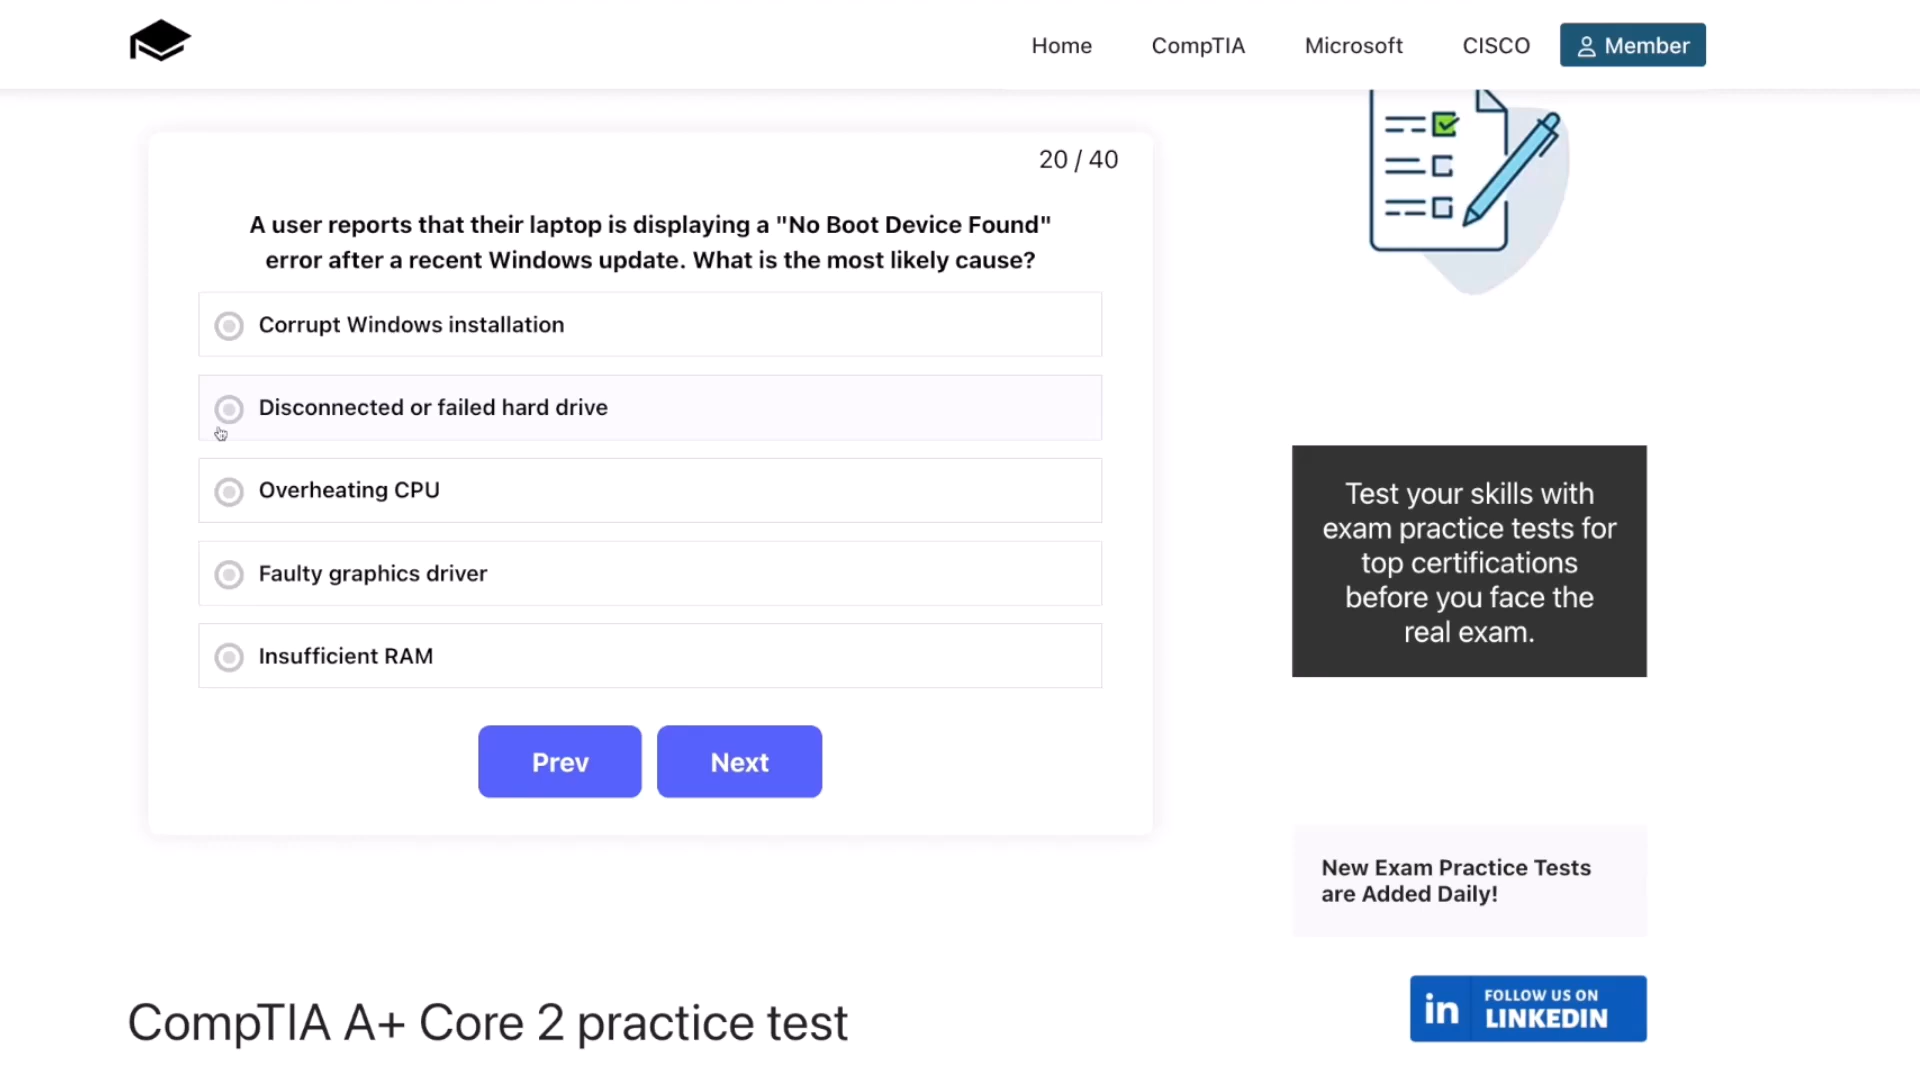 Home CompTIA Microsoft CISCO Member
20 / 40
A user reports that their laptop is displaying a "No Boot Device Found"
error after a recent Windows update. What is the most likely cause?
Corrupt Windows installation
Disconnected or failed hard drive
Overheating CPU
Faulty graphics driver
Insufficient RAM
Prev Next
Test your skills with
exam practice tests for
top certifications
before you face the
real exam.
New Exam Practice Tests
are Added Daily!
in FOLLOW US ON
LINKEDIN
CompTIA A+ Core 2 practice test